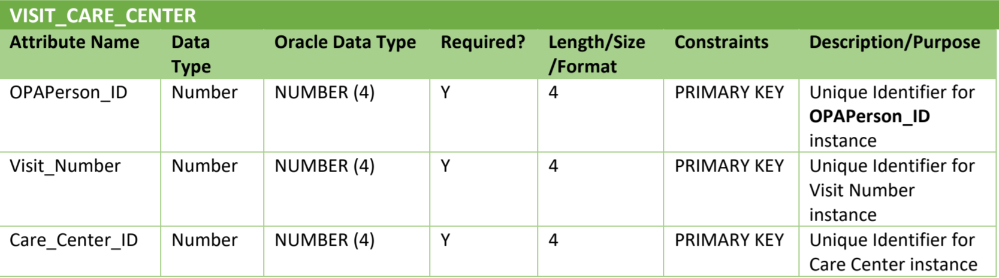 VISIT_CARE_CENTER
Attribute Name Data Type Oracle Data Type Required? Length/Size /Format Constraints Description/Purpose
OPAPerson_ID Number NUMBER (4) Y 4 PRIMARY KEY Unique Identifier for
OPAPerson_ID
instance
Visit_Number Number NUMBER (4) Y 4 PRIMARY KEY Unique Identifier for
Visit Number
instance
Care_Center_ID Number NUMBER (4) Y 4 PRIMARY KEY Unique Identifier for
Care Center instance